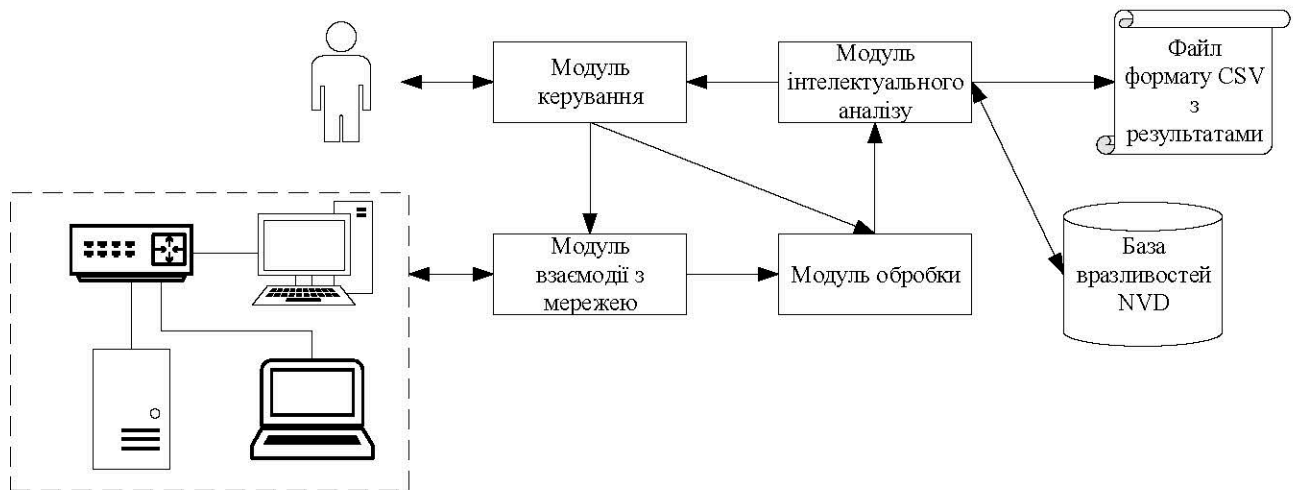 Модуль
керування
Модуль
інтелектуального
аналізу
Файл
формату CSV
з
результатами
Модуль
взаємодії з
мережею
Модуль обробки
База
вразливостей
NVD